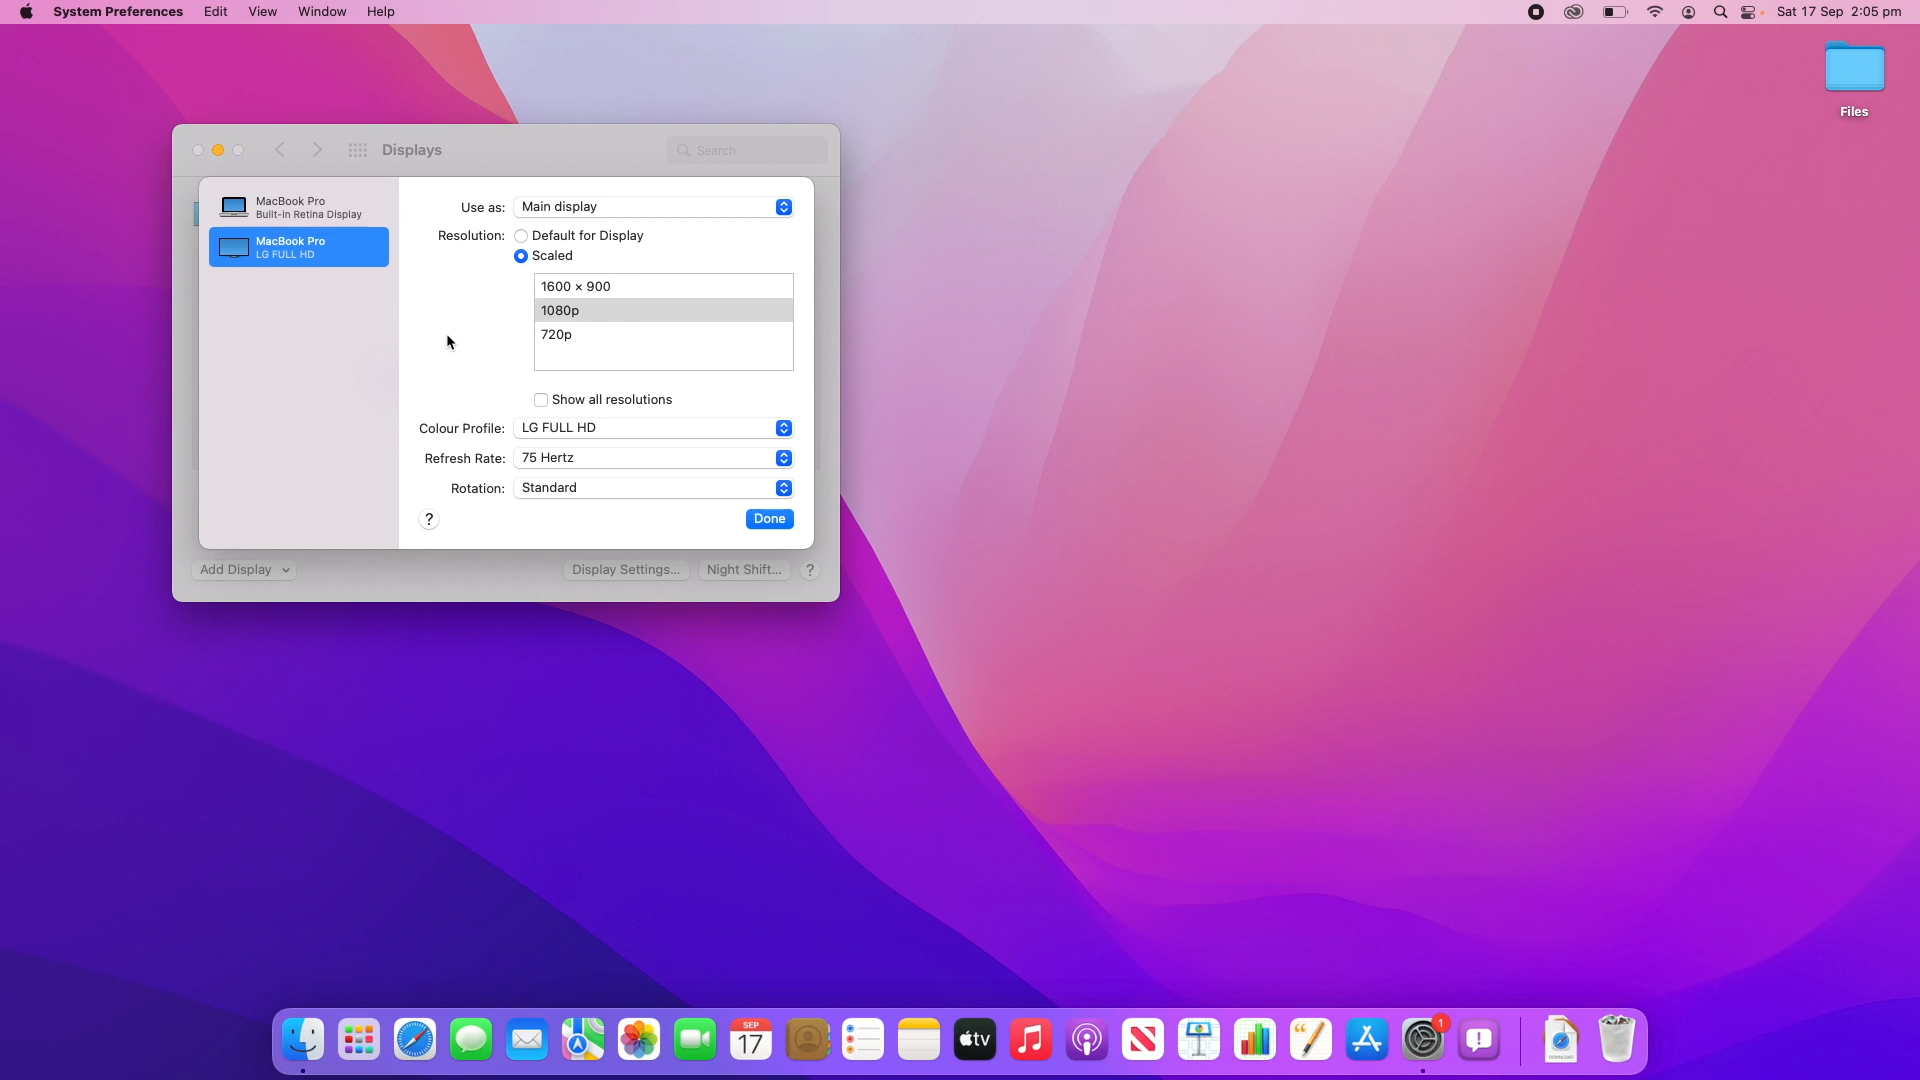 System Preferences Edit View Window Help
Sat 17 Sep 2:05 pm
Files
Displays
Search
MacBook Pro
Built-in Retina Display
MacBook Pro
LG FULL HD
Use as: Main display
Resolution: Default for Display
Scaled
1600 × 900
1080p
720p
Show all resolutions
Colour Profile: LG FULL HD
Refresh Rate: 75 Hertz
Rotation: Standard
?
Done
Add Display
Display Settings...
Night Shift...
?
SEP
17
tv
1
DOWNLOAD